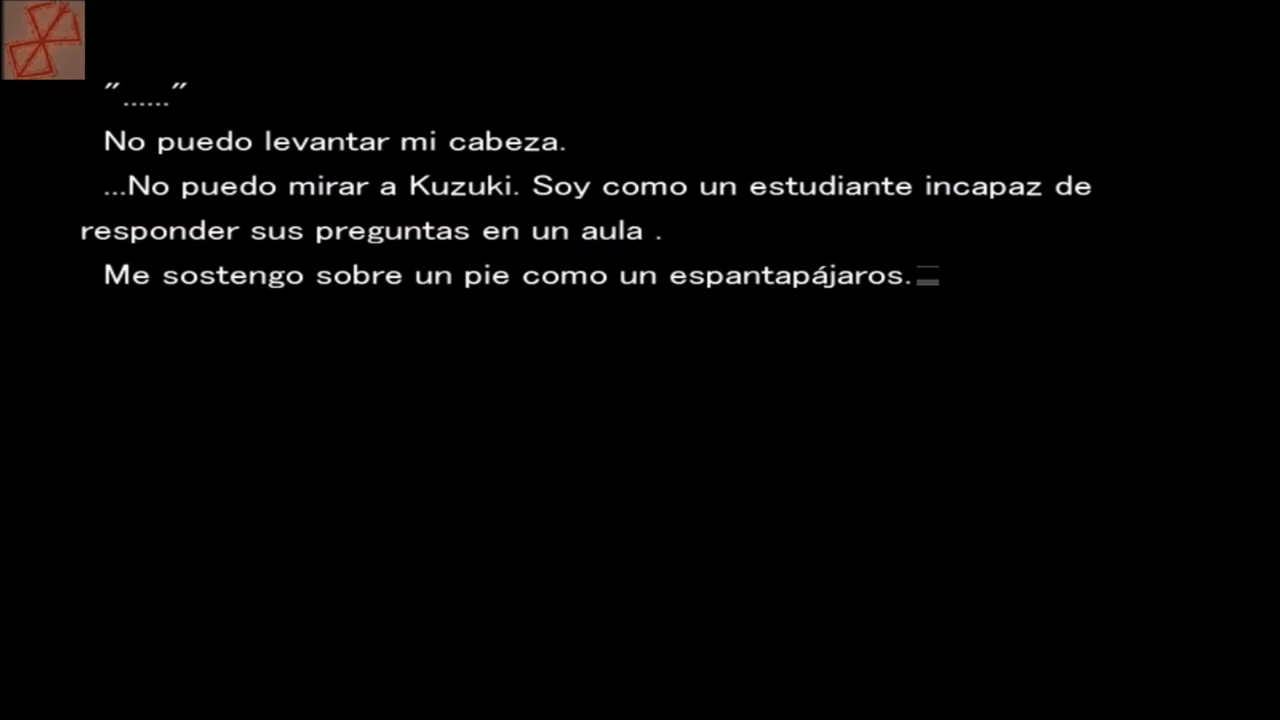 "......"
No puedo levantar mi cabeza.
...No puedo mirar a Kuzuki. Soy como un estudiante incapaz de
responder sus preguntas en un aula .
Me sostengo sobre un pie como un espantapájaros.